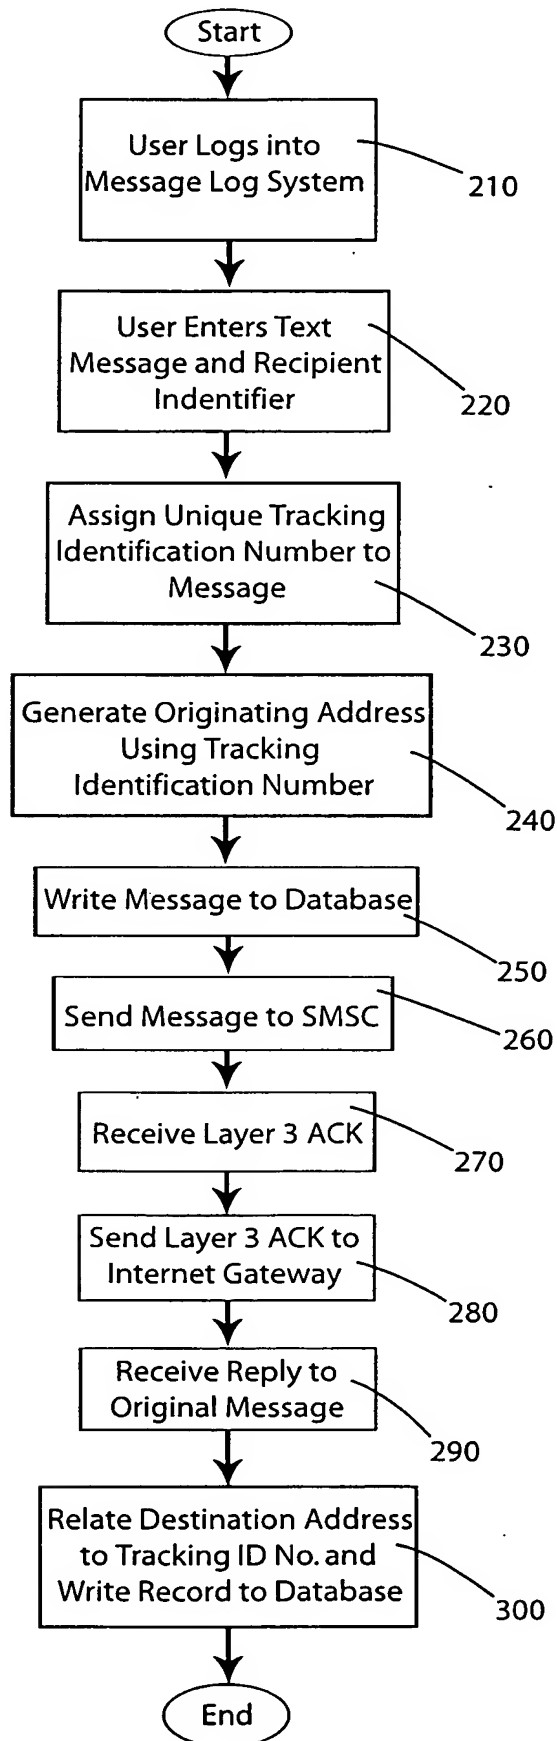 Start
User Logs into
Message Log System
210
User Enters Text
Message and Recipient
Indentifier
220
Assign Unique Tracking
Identification Number to
Message
230
Generate Originating Address
Using Tracking
Identification Number
240
Write Message to Database
250
Send Message to SMSC
260
Receive Layer 3 ACK
270
Send Layer 3 ACK to
Internet Gateway
280
Receive Reply to
Original Message
290
Relate Destination Address
to Tracking ID No. and
Write Record to Database
300
End